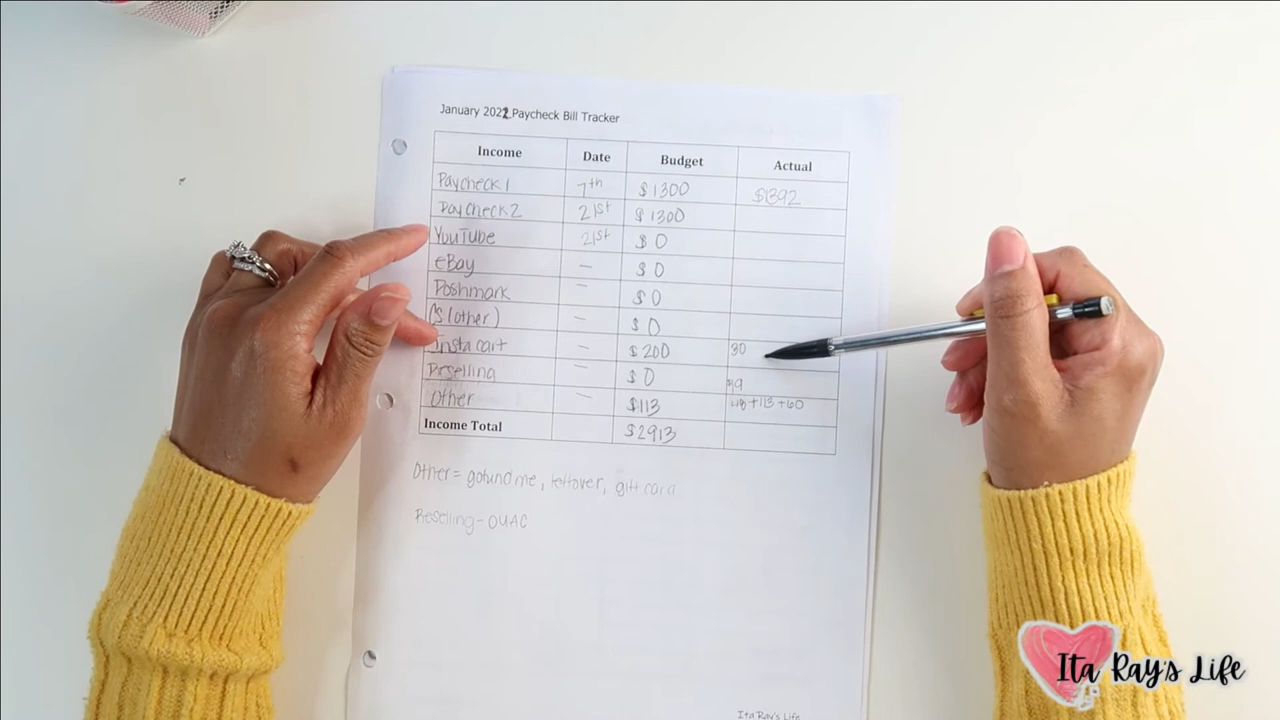 January 2022 Paycheck Bill Tracker
Income Date Budget Actual
Paycheck 1 7th $1300 $1392
Paycheck 2 21st $1300
YouTube 21st $0
eBay — $0
Poshmark — $0
CS (other) — $0
Instacart — $200 30
Reselling — $0 $19
Other — $113 48+113+60
Income Total $2913
Other = gofundme, leftover, gift card
Reselling - OUAC
Ita Ray's Life
Ita Ray's Life